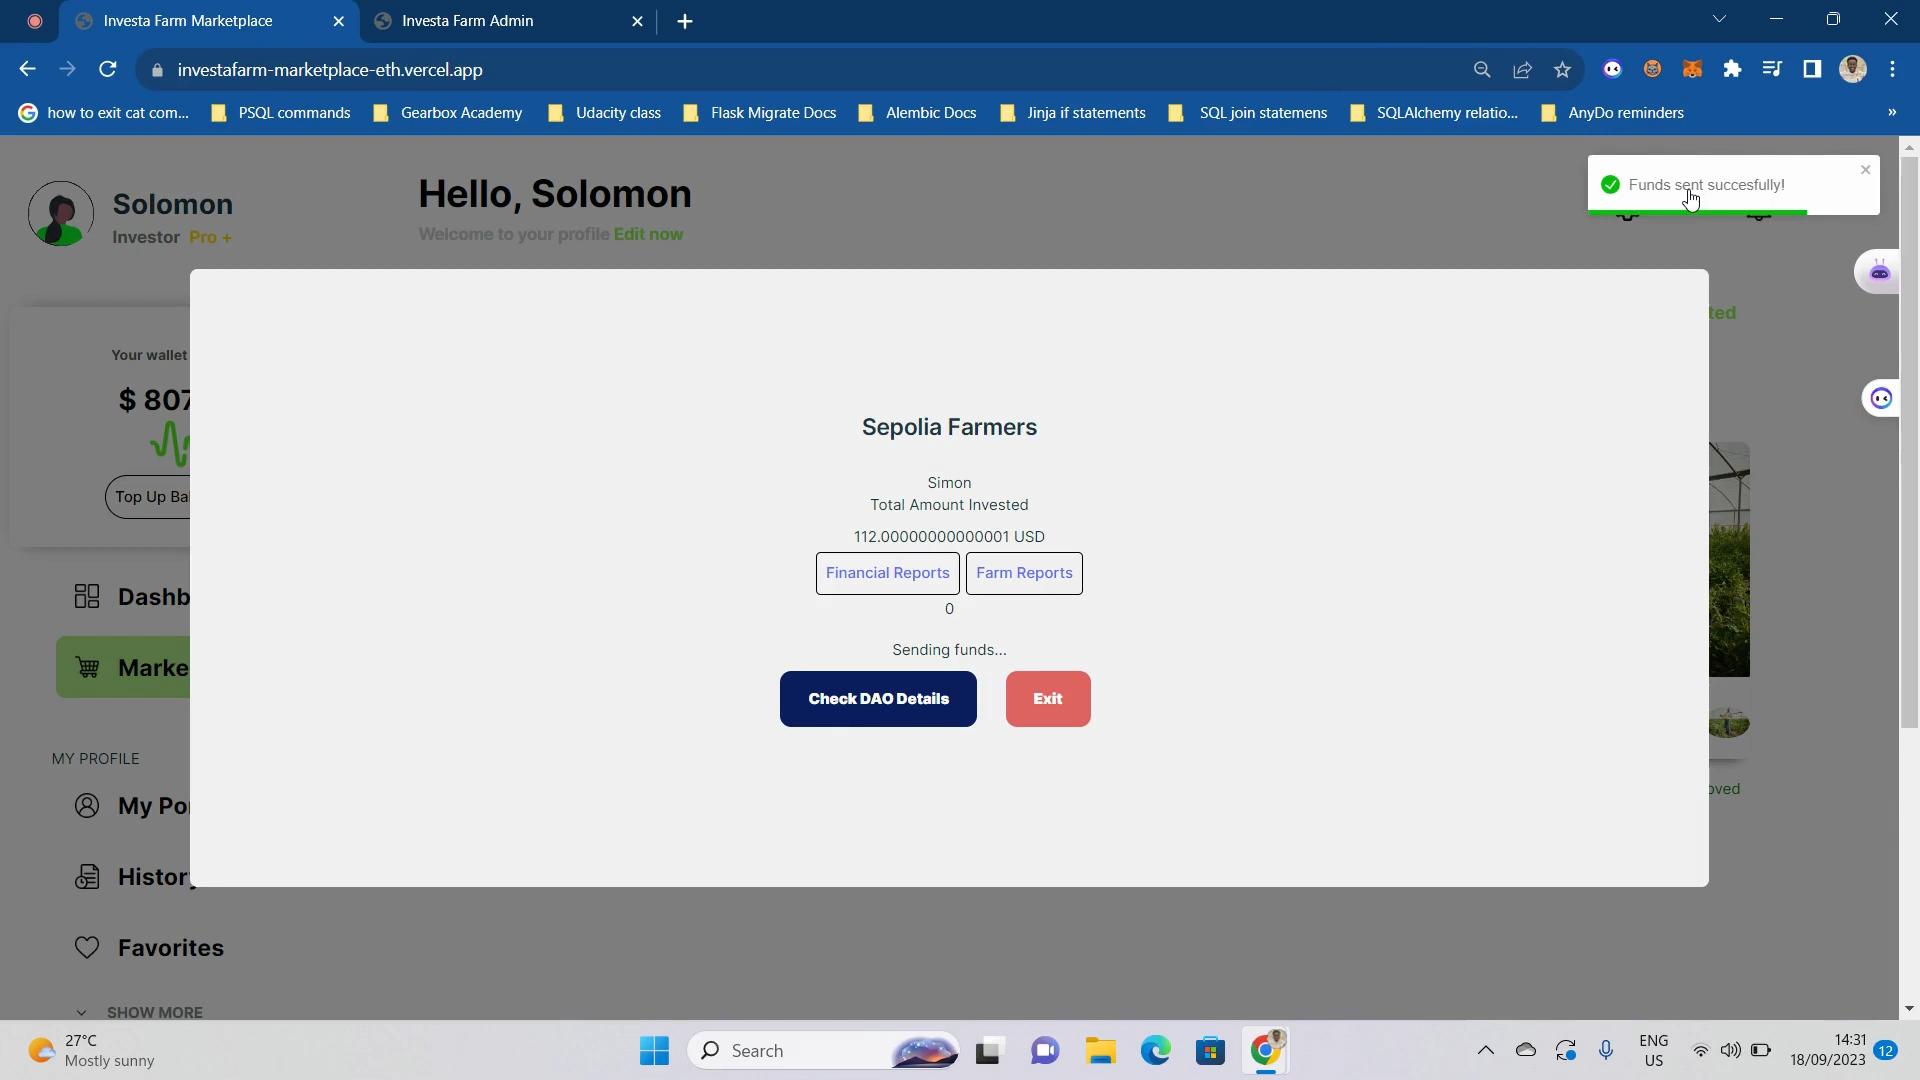 Investa Farm Marketplace
Investa Farm Admin
investafarm-marketplace-eth.vercel.app
how to exit cat com...
PSQL commands
Gearbox Academy
Udacity class
Flask Migrate Docs
Alembic Docs
Jinja if statements
SQL join statemens
SQLAlchemy relatio...
AnyDo reminders
»
Solomon
Investor Pro +
Hello, Solomon
Welcome to your profile Edit now
Funds sent succesfully!
ted
Your wallet
$ 807
Top Up Ba
Sepolia Farmers
Simon
Total Amount Invested
112.00000000000001 USD
Financial Reports
Farm Reports
0
Sending funds...
Check DAO Details
Exit
Dashb
Marke
MY PROFILE
My Po
oved
History
Favorites
SHOW MORE
27°C
Mostly sunny
Search
ENG
US
14:31
18/09/2023
12